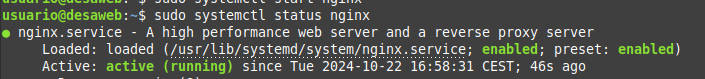 usuario@desaweb:~$ sudo systemctl start nginx
usuario@desaweb:~$ sudo systemctl status nginx
● nginx.service - A high performance web server and a reverse proxy server
Loaded: loaded (/usr/lib/systemd/system/nginx.service; enabled; preset: enabled)
Active: active (running) since Tue 2024-10-22 16:58:31 CEST; 46s ago